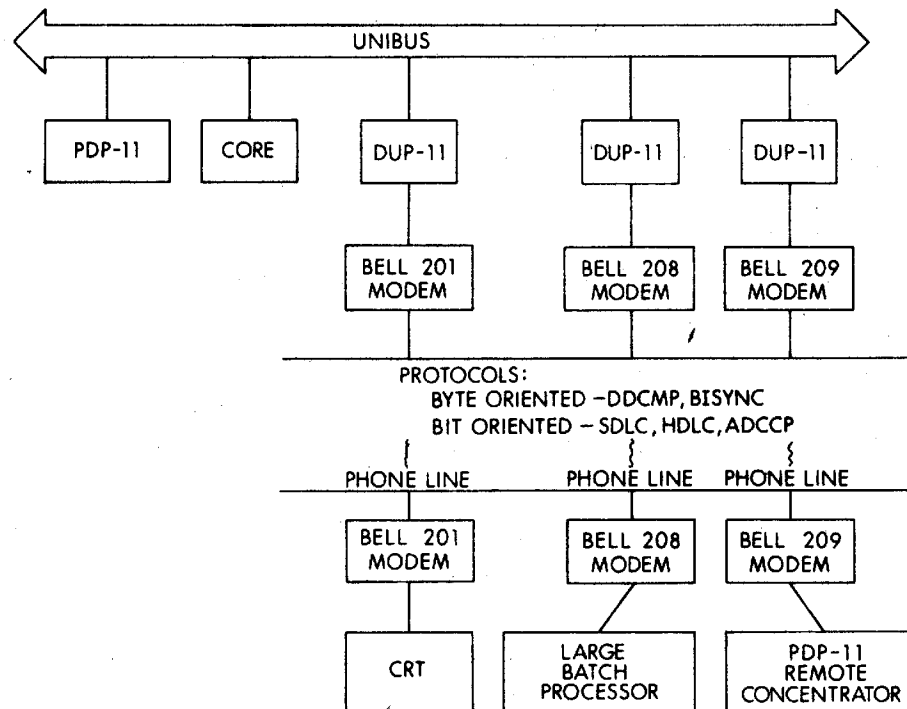 UNIBUS
PDP-11
CORE
DUP-11
DUP-11
DUP-11
BELL 201
MODEM
BELL 208
MODEM
BELL 209
MODEM
PROTOCOLS:
BYTE ORIENTED -DDCMP, BISYNC
BIT ORIENTED - SDLC, HDLC, ADCCP
PHONE LINE
PHONE LINE
PHONE LINE
BELL 201
MODEM
BELL 208
MODEM
BELL 209
MODEM
CRT
LARGE
BATCH
PROCESSOR
PDP-11
REMOTE
CONCENTRATOR